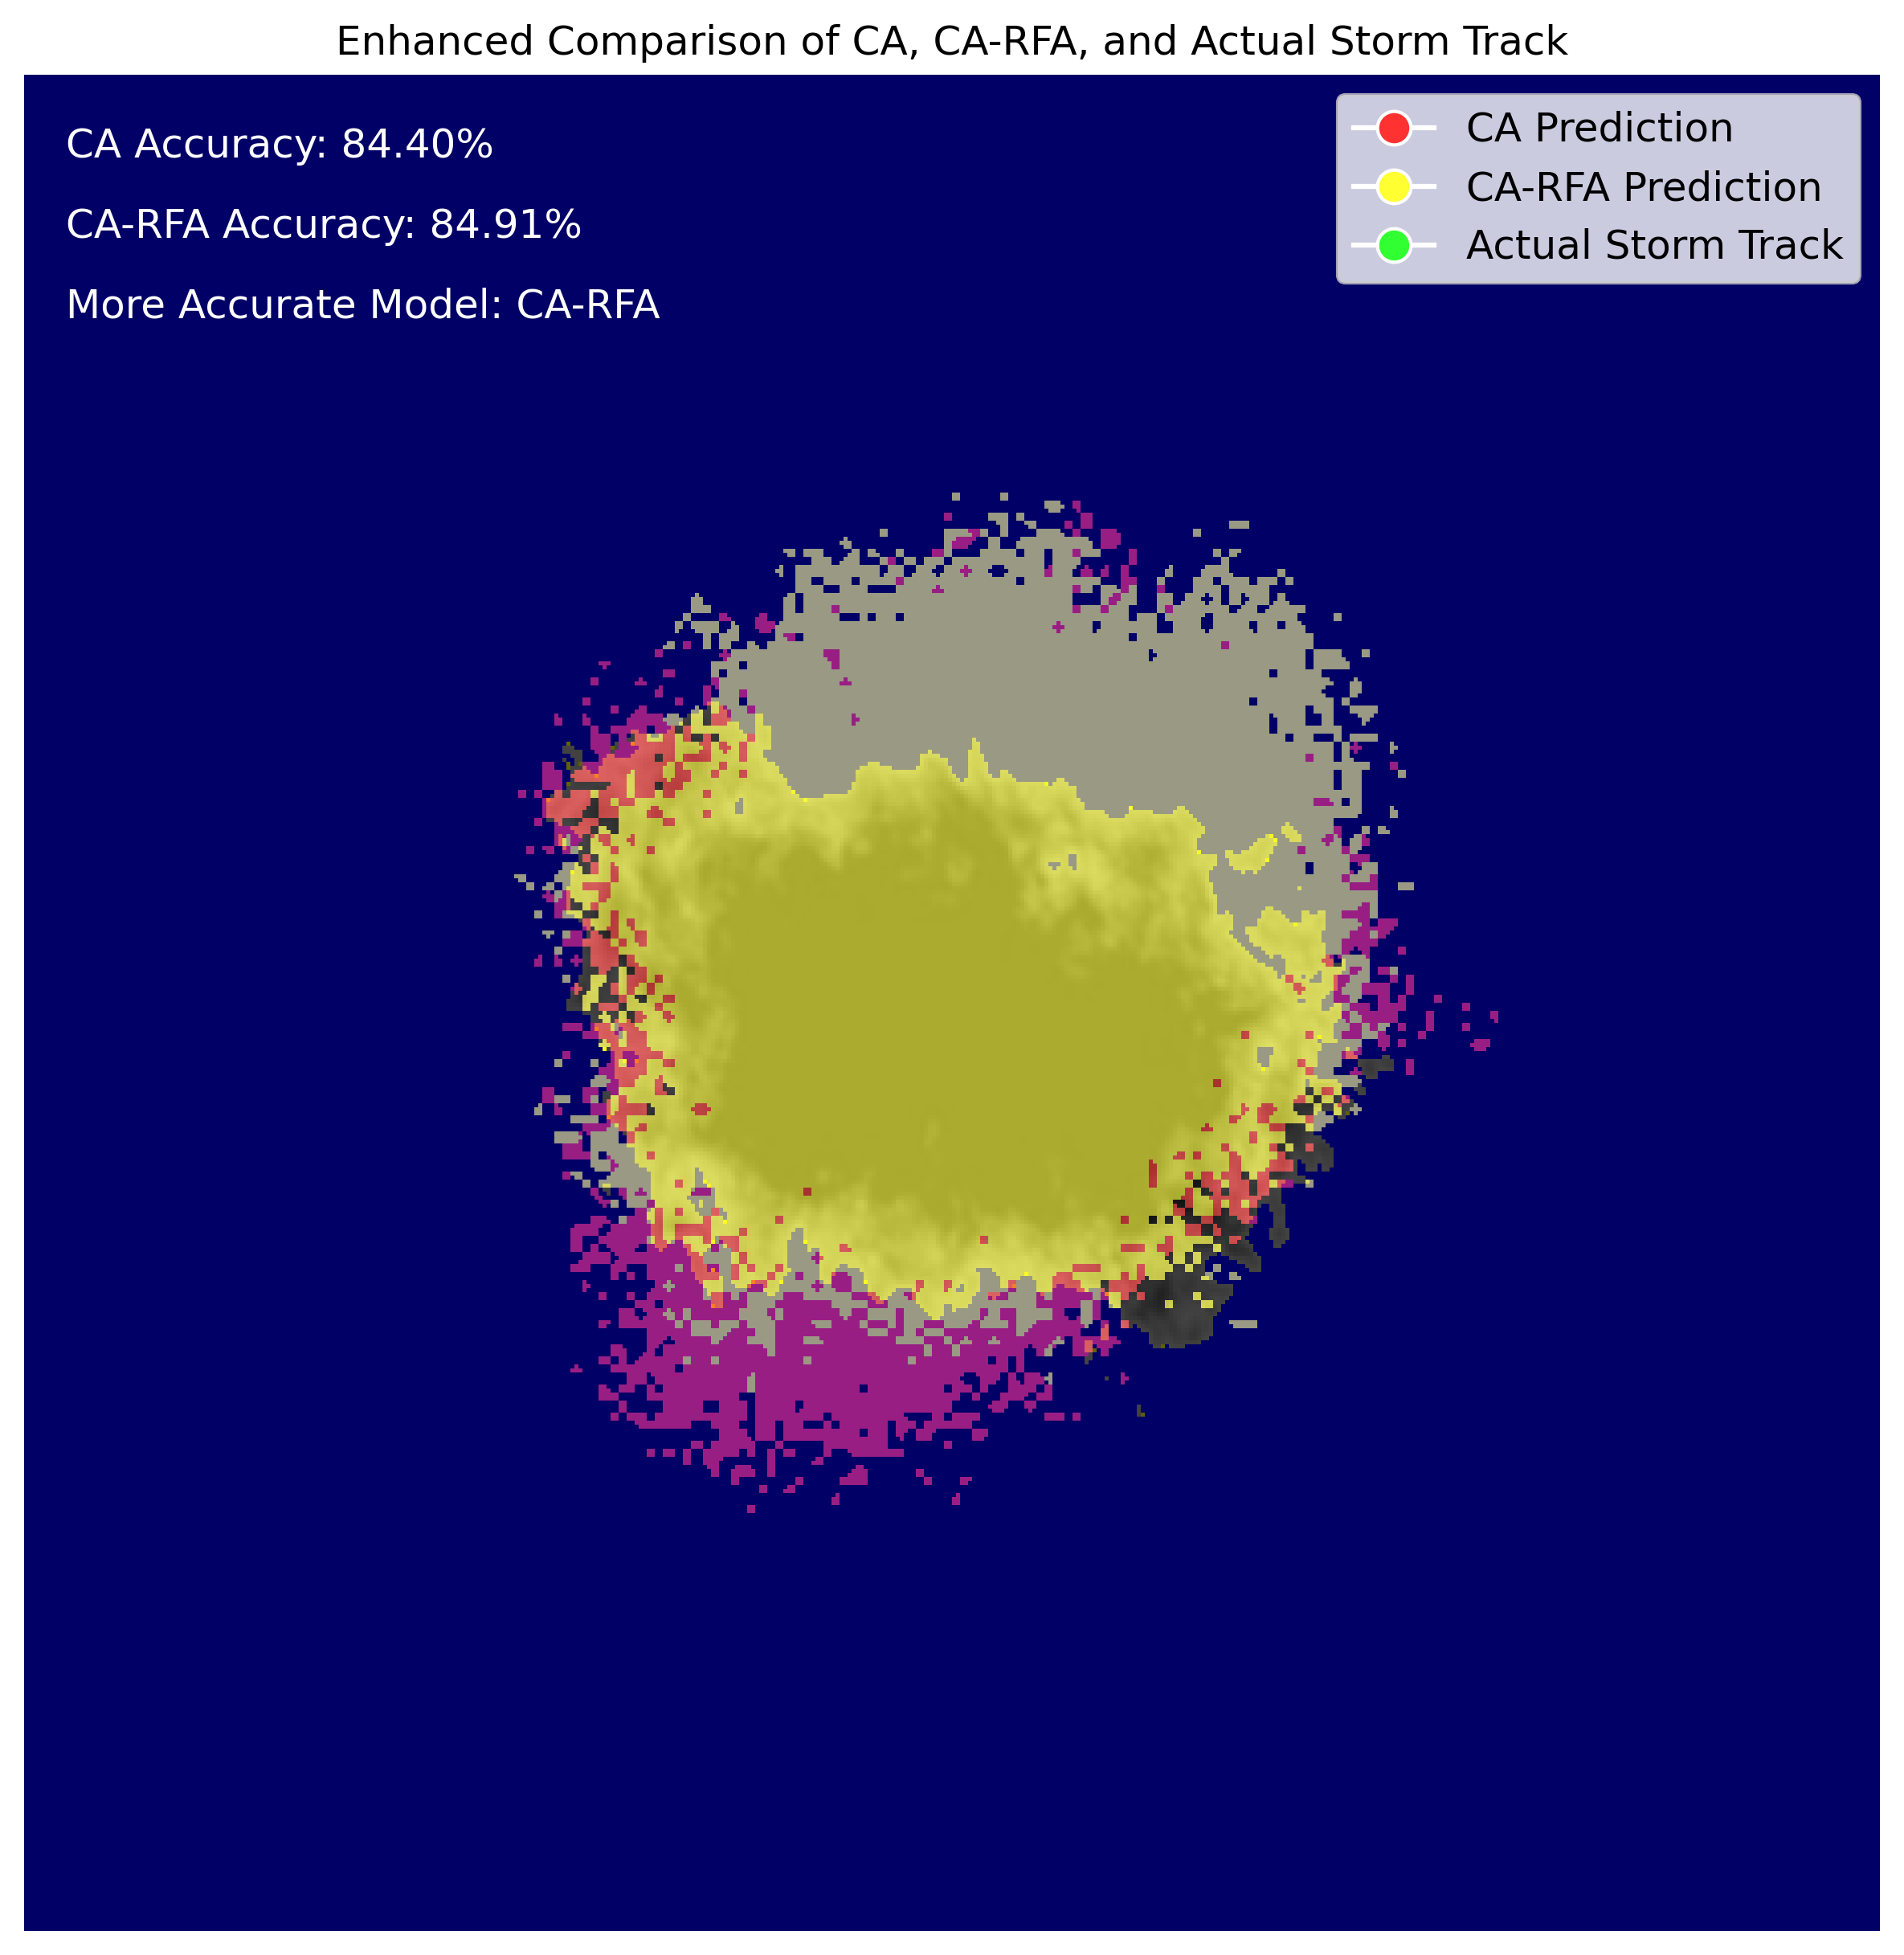 Enhanced Comparison of CA, CA-RFA, and Actual Storm Track
CA Accuracy: 84.40%
CA-RFA Accuracy: 84.91%
More Accurate Model: CA-RFA
CA Prediction
CA-RFA Prediction
Actual Storm Track